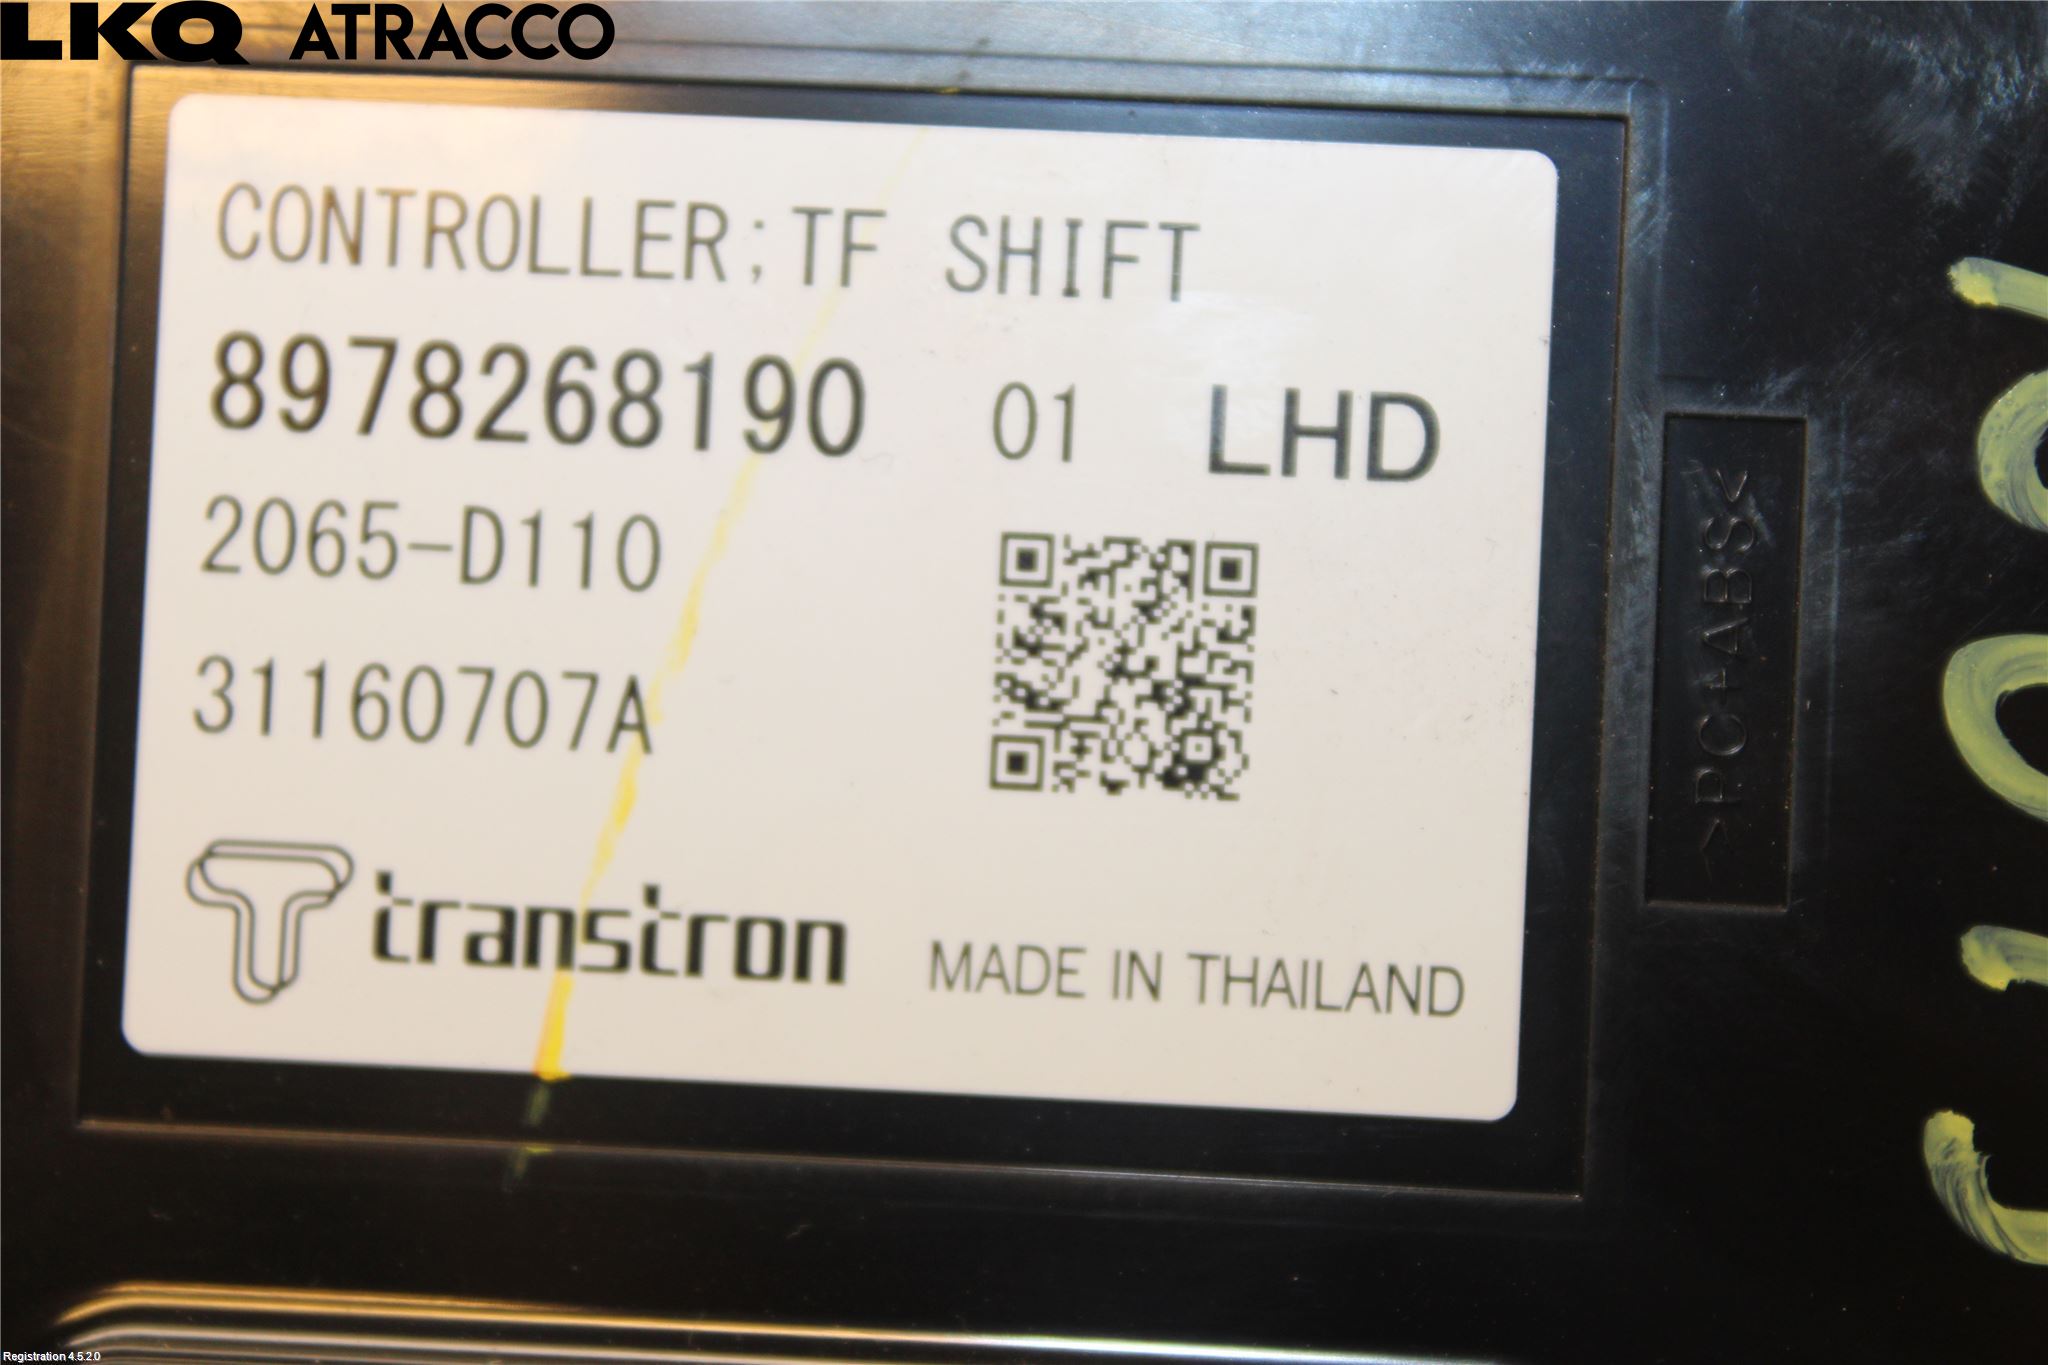 LKQ ATRACCO
CONTROLLER;TF SHIFT
8978268190 01 LHD
2065-D110
31160707A
transtron MADE IN THAILAND
>PC+ABS<
Registration 4.5.2.0